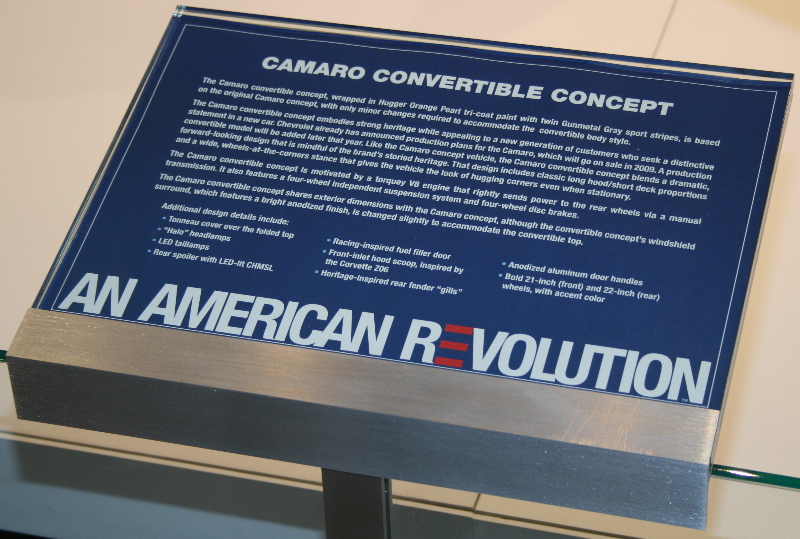 CAMARO CONVERTIBLE CONCEPT
The Camaro convertible concept, wrapped in Hugger Orange Pearl tri-coat paint with twin Gunmetal Gray sport stripes, is based
on the original Camaro concept, with only minor changes required to accommodate the convertible body style.
The Camaro convertible concept embodies strong heritage while appealing to a new generation of customers who seek a distinctive
statement in a new car. Chevrolet already has announced production plans for the Camaro, which will go on sale in 2009. A production
convertible model will be added later that year. Like the Camaro concept vehicle, the Camaro convertible concept blends a dramatic,
forward-looking design that is mindful of the brand's storied heritage. That design includes classic long hood/short deck proportions
and a wide, wheels-at-the-corners stance that gives the vehicle the look of hugging corners even when stationary.
The Camaro convertible concept is motivated by a torquey V8 engine that rightly sends power to the rear wheels via a manual
transmission. It also features a four-wheel independent suspension system and four-wheel disc brakes.
The Camaro convertible concept shares exterior dimensions with the Camaro concept, although the convertible concept's windshield
surround, which features a bright anodized finish, is changed slightly to accommodate the convertible top.
Additional design details include:
• Tonneau cover over the folded top
• "Halo" headlamps
• LED taillamps
• Rear spoiler with LED-lit CHMSL
• Racing-inspired fuel filler door
• Front-inlet hood scoop, inspired by
the Corvette Z06
• Heritage-inspired rear fender "gills"
• Anodized aluminum door handles
• Bold 21-inch (front) and 22-inch (rear)
wheels, with accent color
AN AMERICAN REVOLUTION